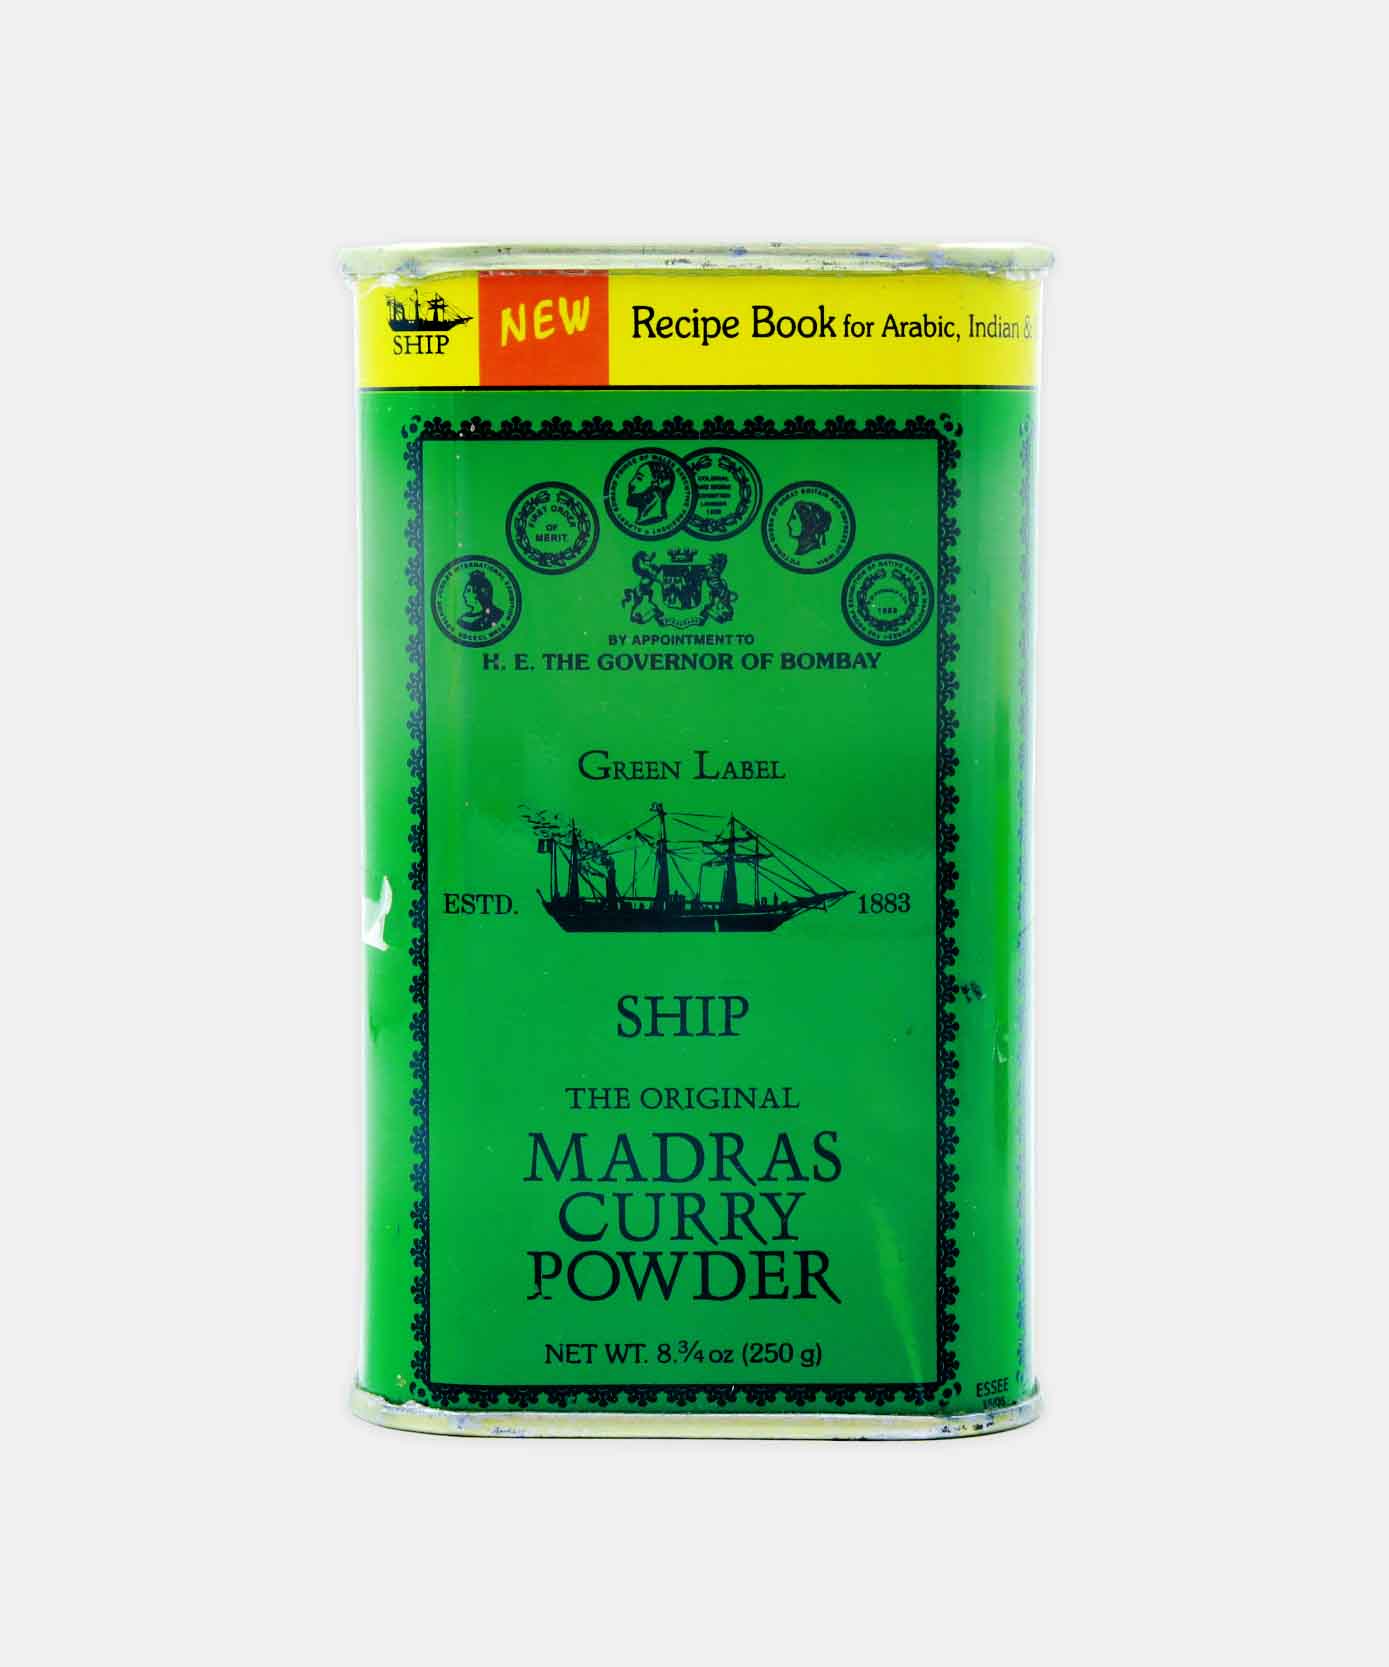 SHIP
NEW
Recipe Book for Arabic, Indian &
FIRST ORDER
OF
MERIT.
BY APPOINTMENT TO
H. E. THE GOVERNOR OF BOMBAY
GREEN LABEL
ESTD. 1883
SHIP
THE ORIGINAL
MADRAS
CURRY
POWDER
NET WT. 8.¾ oz (250 g)
ESSEE